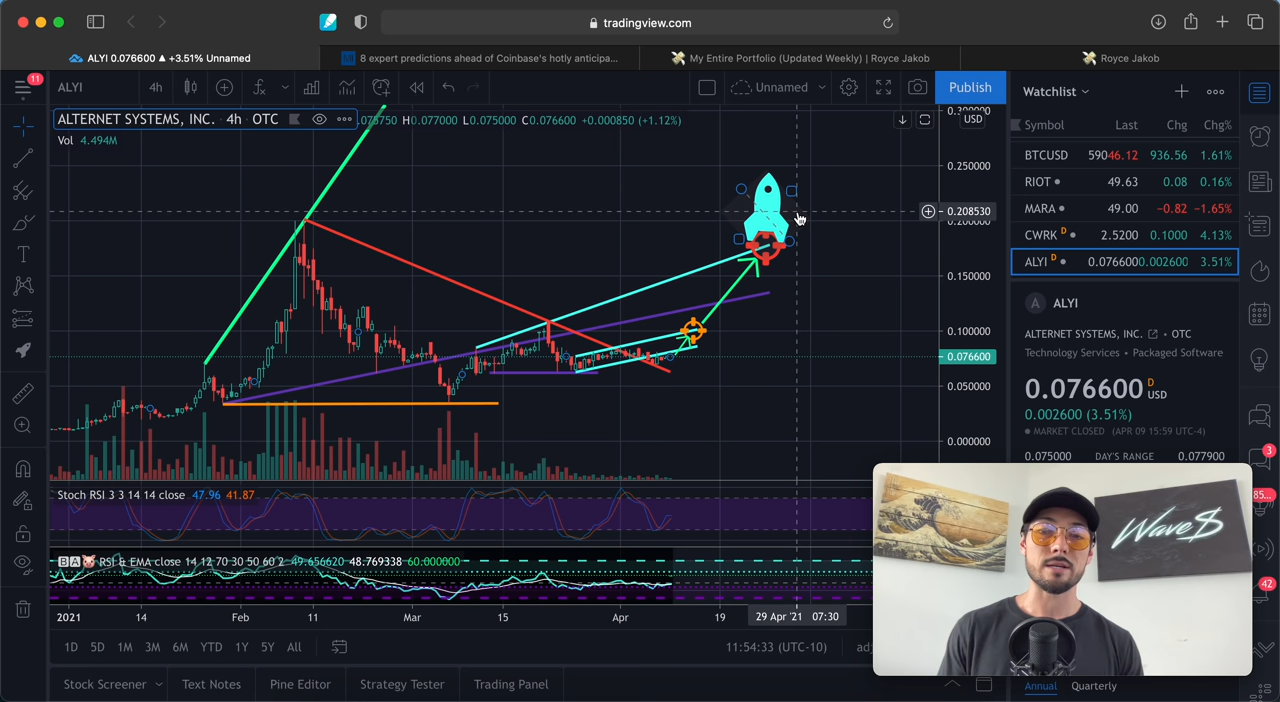 tradingview.com
ALYI 0.076600 ▲ +3.51% Unnamed
8 expert predictions ahead of Coinbase's hotly anticipa...
My Entire Portfolio (Updated Weekly) | Royce Jakob
Royce Jakob
11
ALYI
4h
Unnamed
Publish
Watchlist
ALTERNET SYSTEMS, INC. · 4h · OTC
H0.077000 L0.075000 C0.076600 +0.000850 (+1.12%)
Vol 4.494M
USD
0.300000
0.250000
0.208530
0.200000
0.150000
0.100000
0.076600
0.050000
0.000000
Symbol Last Chg Chg%
BTCUSD 59046.12 936.56 1.61%
RIOT 49.63 0.08 0.16%
MARA 49.00 −0.82 −1.65%
CWRK D 2.5200 0.1000 4.13%
ALYI D 0.076600 0.002600 3.51%
A ALYI
ALTERNET SYSTEMS, INC. • OTC
Technology Services • Packaged Software
0.076600 D USD
0.002600 (3.51%)
MARKET CLOSED (APR 09 15:59 UTC-4)
0.075000 DAY'S RANGE 0.077900
3
85...
42
Stoch RSI 3 3 14 14 close 47.96 41.87
B A RSI & EMA close 14 12 70 30 50 60 2 49.656620 48.769338 60.000000
2021 14 Feb 11 Mar 15 Apr 19 29 Apr '21 07:30
1D 5D 1M 3M 6M YTD 1Y 5Y All
11:54:33 (UTC-10)
Stock Screener Text Notes Pine Editor Strategy Tester Trading Panel
Wave$
Annual Quarterly